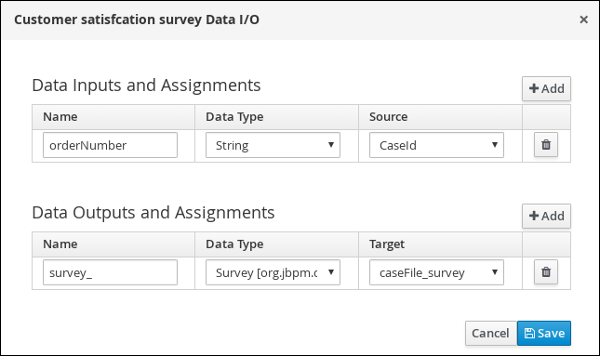 Customer satisfcation survey Data I/O ×
Data Inputs and Assignments
Add
Name Data Type Source
orderNumber String CaseId
Data Outputs and Assignments
Add
Name Data Type Target
survey_ Survey [org.jbpm.c caseFile_survey
Cancel Save